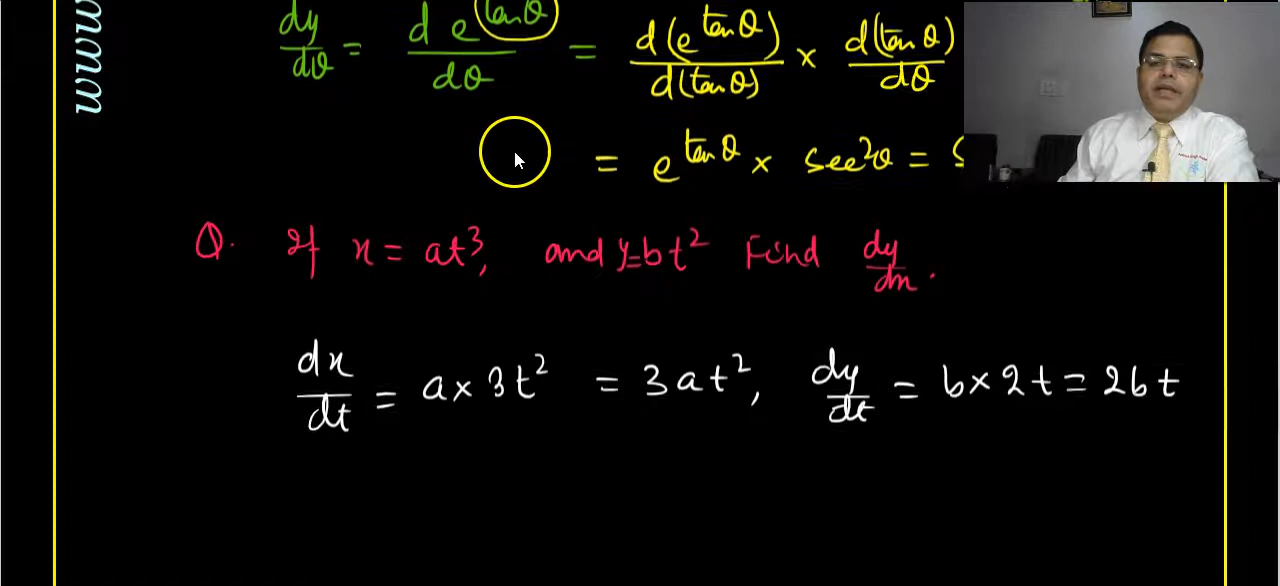 www
dy/dθ = d e^(tanθ)/dθ = d(e^tanθ)/d(tanθ) × d(tanθ)/dθ
= e^tanθ × sec²θ =
Q. If x = at³, and y=bt² Find dy/dx.
dx/dt = a×3t² = 3at², dy/dt = b×2t = 2bt